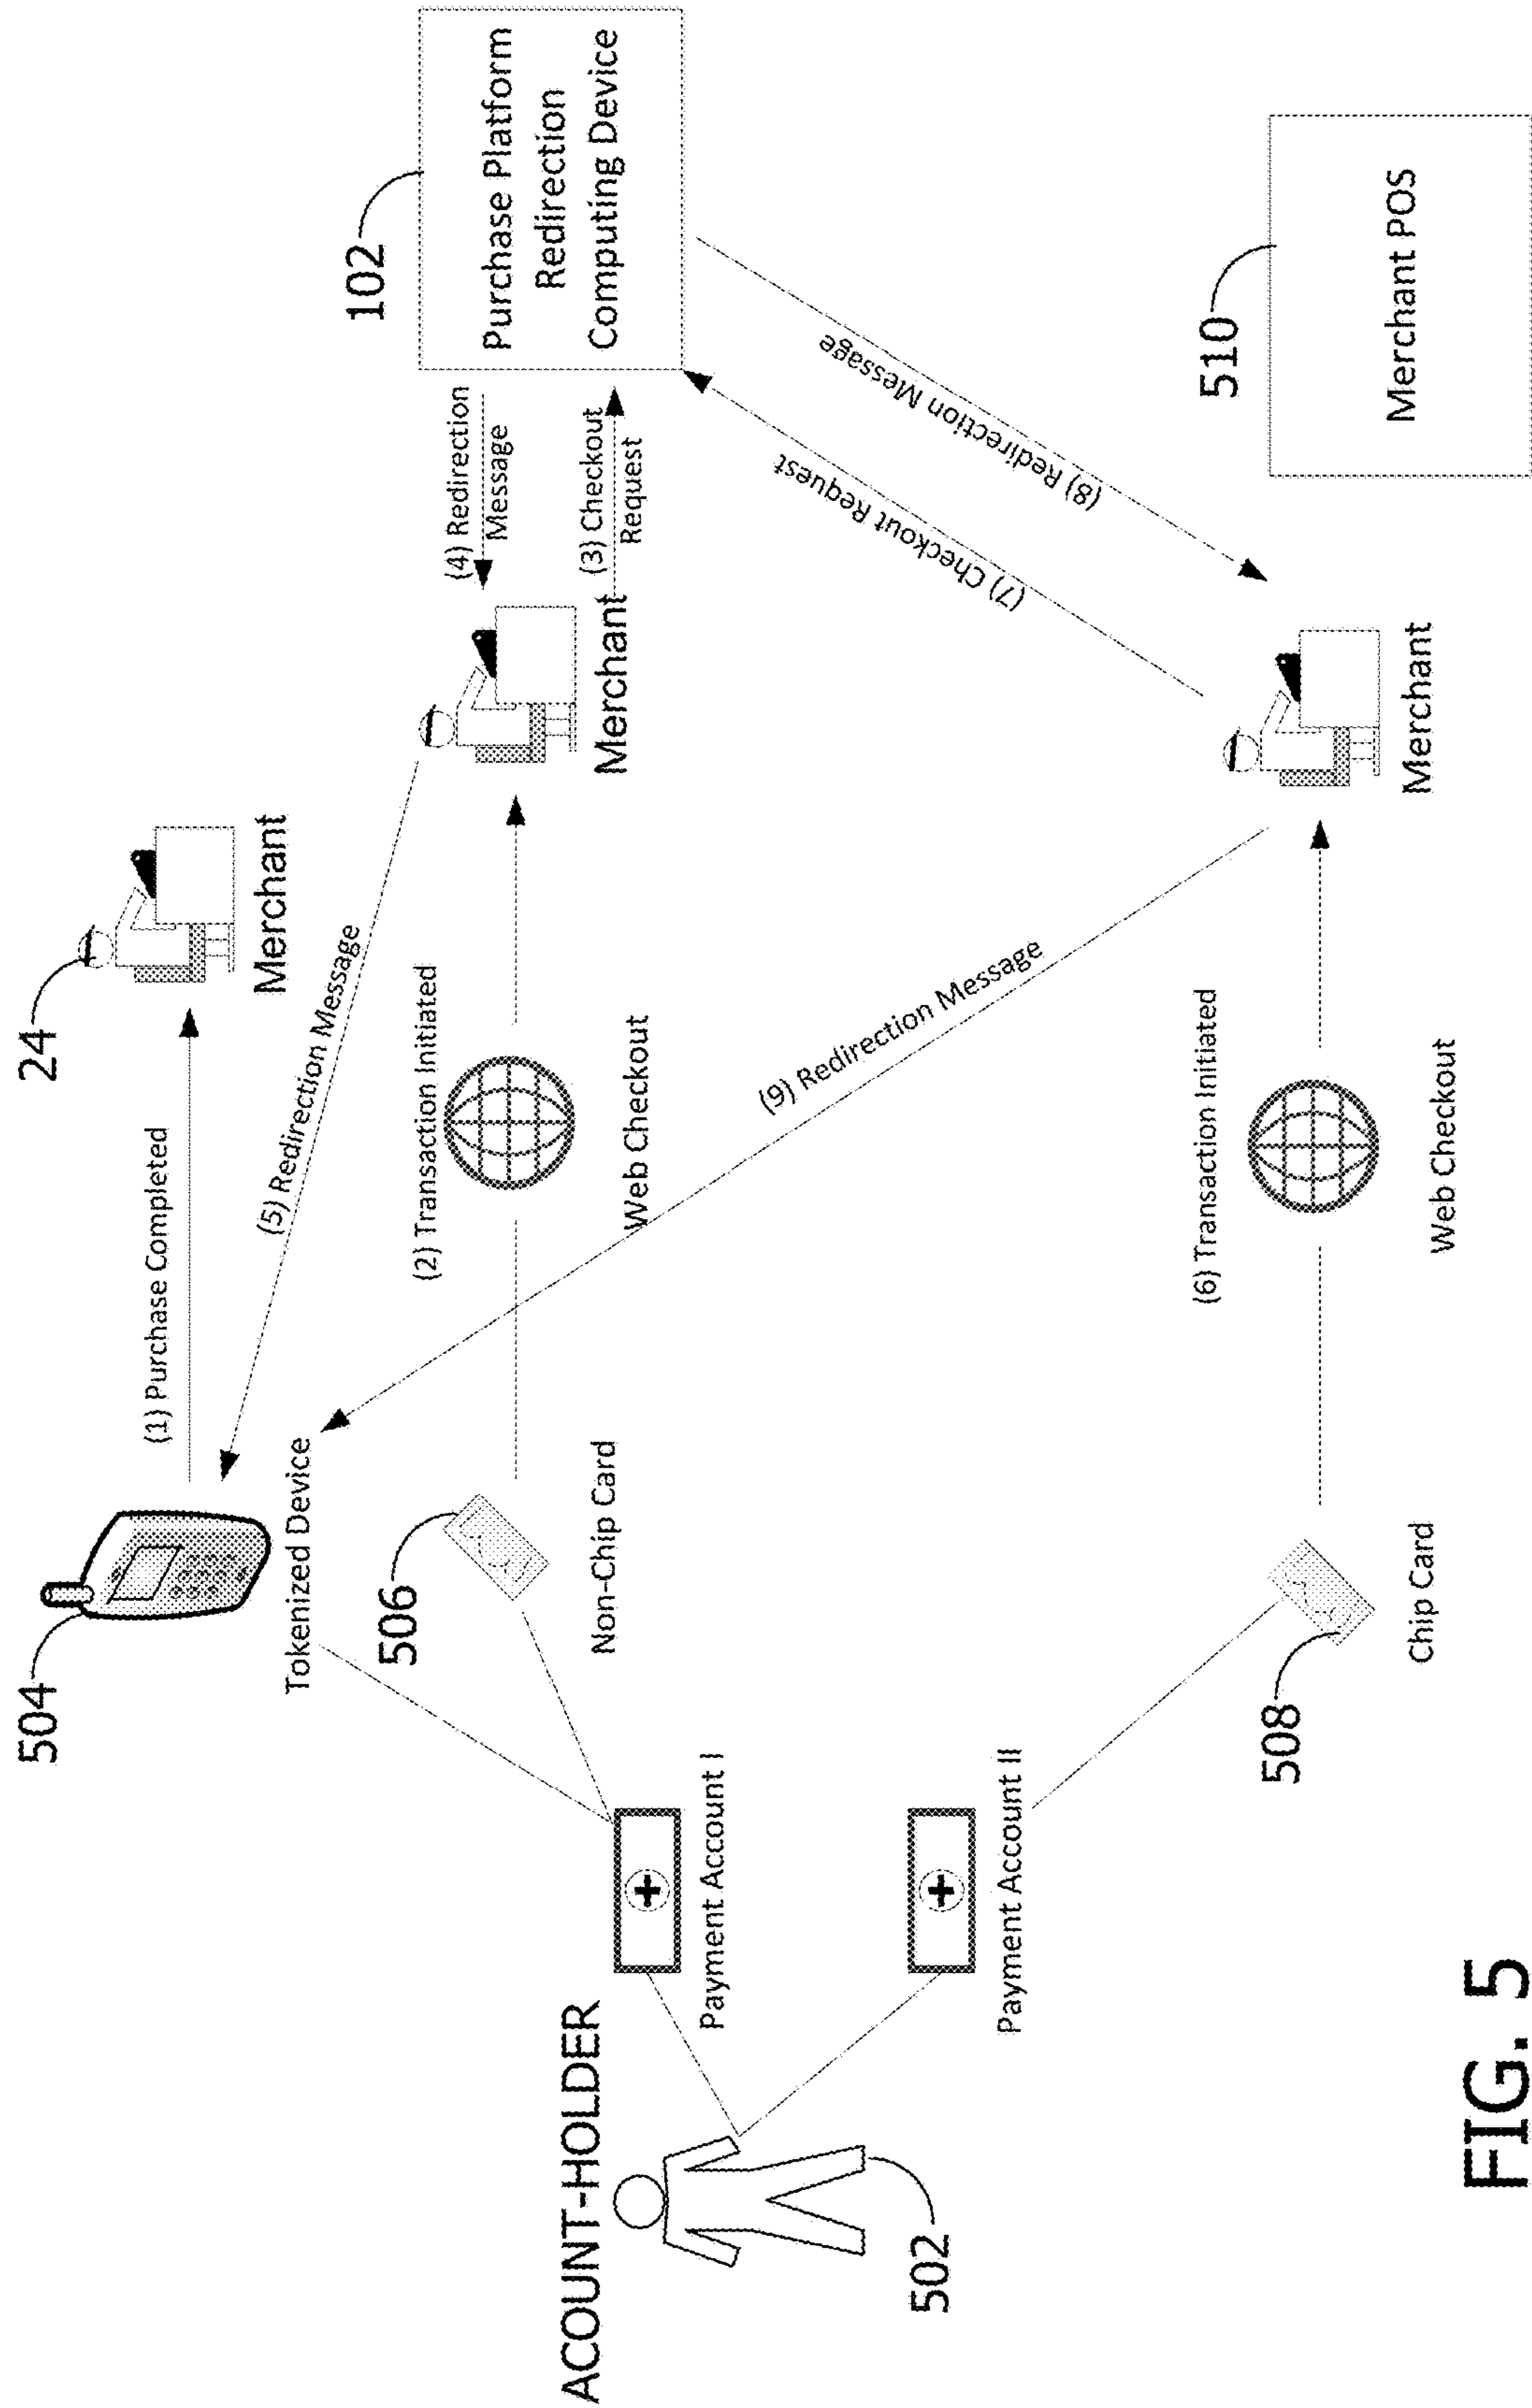 504
24
(1) Purchase Completed
Merchant
Tokenized Device
(5) Redirection Message
102
Purchase Platform
Redirection
Computing Device
(4) Redirection
Message
(3) Checkout
Request
506
(2) Transaction Initiated
Merchant
Non-Chip Card
Web Checkout
ACCOUNT-HOLDER
Payment Account I
(9) Redirection Message
(7) Checkout Request
(8) Redirection Message
502
Payment Account II
508
(6) Transaction Initiated
510
Merchant POS
Chip Card
Web Checkout
Merchant
FIG. 5